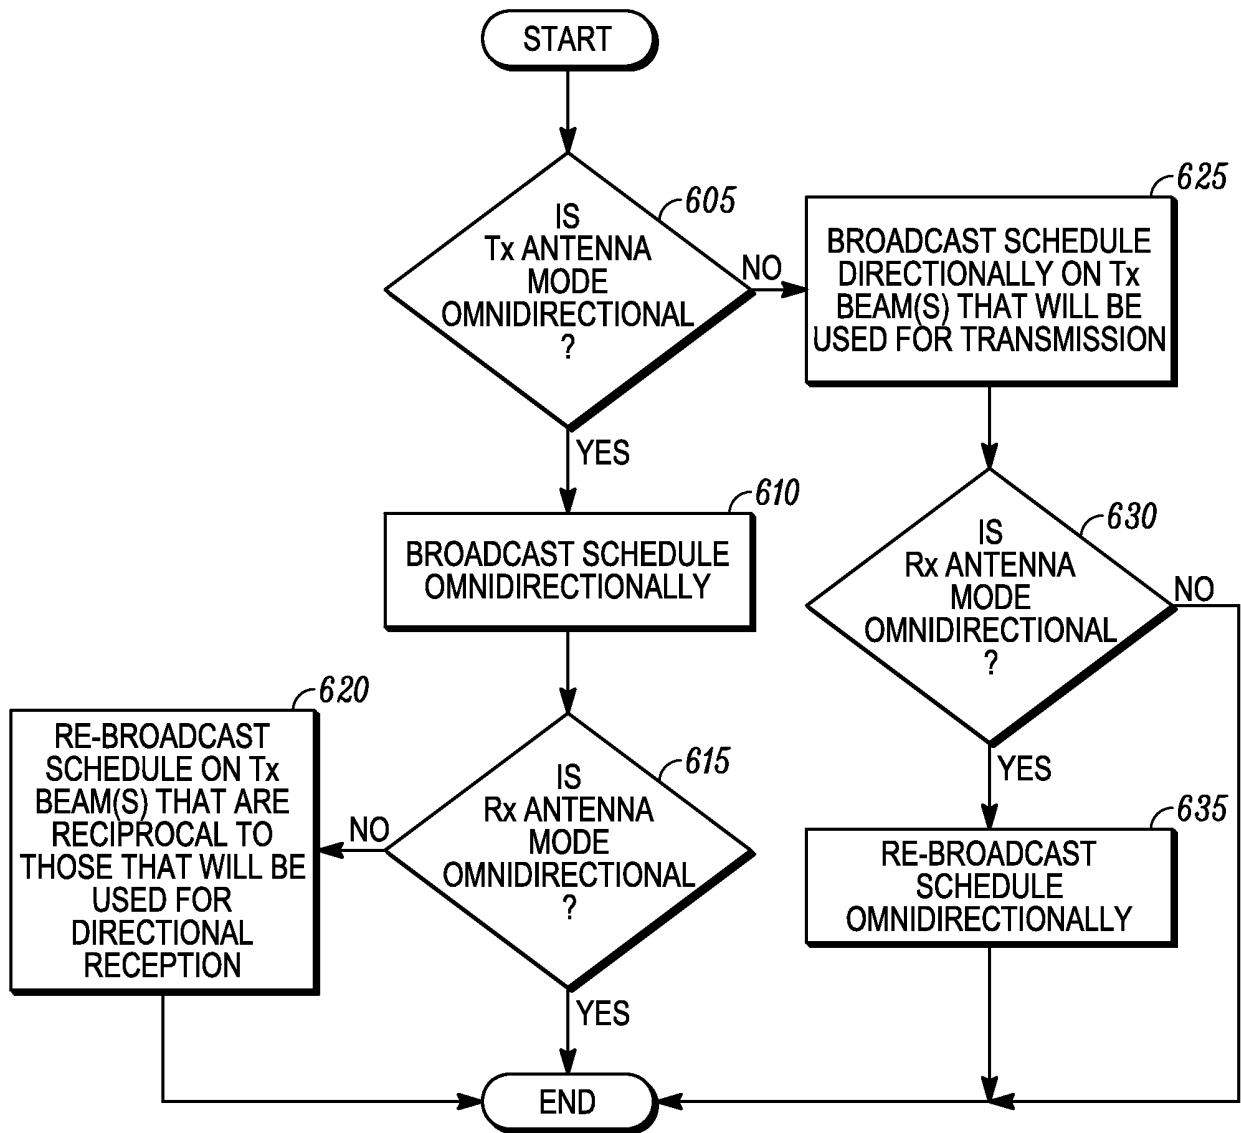 START
605
IS
Tx ANTENNA
MODE
OMNIDIRECTIONAL
?
NO
YES
625
BROADCAST SCHEDULE
DIRECTIONALLY ON Tx
BEAM(S) THAT WILL BE
USED FOR TRANSMISSION
610
BROADCAST SCHEDULE
OMNIDIRECTIONALLY
630
IS
Rx ANTENNA
MODE
OMNIDIRECTIONAL
?
NO
YES
620
RE-BROADCAST
SCHEDULE ON Tx
BEAM(S) THAT ARE
RECIPROCAL TO
THOSE THAT WILL BE
USED FOR
DIRECTIONAL
RECEPTION
615
IS
Rx ANTENNA
MODE
OMNIDIRECTIONAL
?
NO
YES
635
RE-BROADCAST
SCHEDULE
OMNIDIRECTIONALLY
END